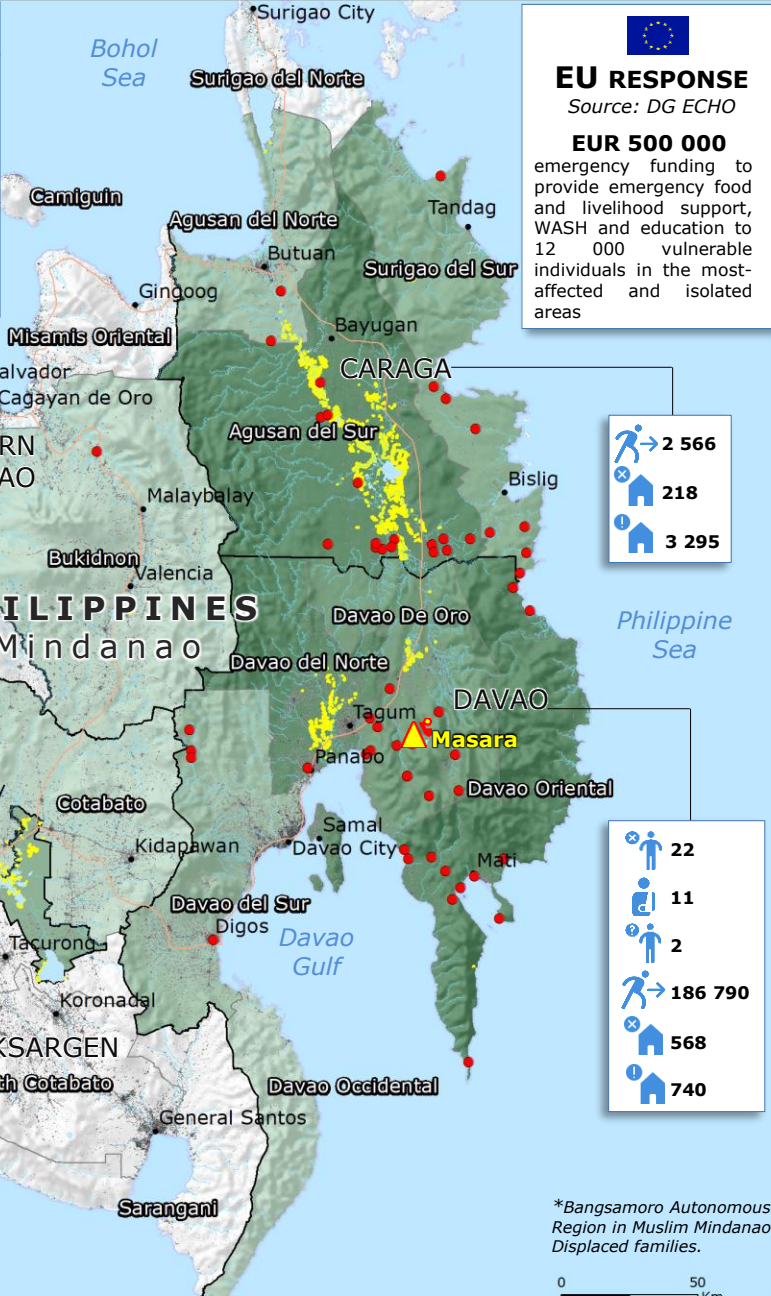 Surigao City
Bohol
Sea
Surigao del Norte
EU RESPONSE
Source: DG ECHO
EUR 500 000
emergency funding to
provide emergency food
and livelihood support,
WASH and education to
12 000 vulnerable
individuals in the most-
affected and isolated
areas
Camiguin
Tandag
Agusan del Norte
Butuan
Surigao del Sur
Gingoog
Bayugan
Misamis Oriental
alvador
Cagayan de Oro
CARAGA
RN
AO
Agusan del Sur
2 566
218
3 295
Malaybalay
Bislig
Bukidnon
Valencia
ILIPPINES
Mindanao
Davao De Oro
Philippine
Sea
Davao del Norte
DAVAO
Tagum
Masara
Panabo
Davao Oriental
Cotabato
Samal
Kidapawan
Davao City
Mati
22
11
2
186 790
568
740
Davao del Sur
Digos
Davao
Gulf
Tacurong
Koronadal
KSARGEN
th Cotabato
Davao Occidental
General Santos
Sarangani
*Bangsamoro Autonomous
Region in Muslim Mindanao
Displaced families.
0 50
Km